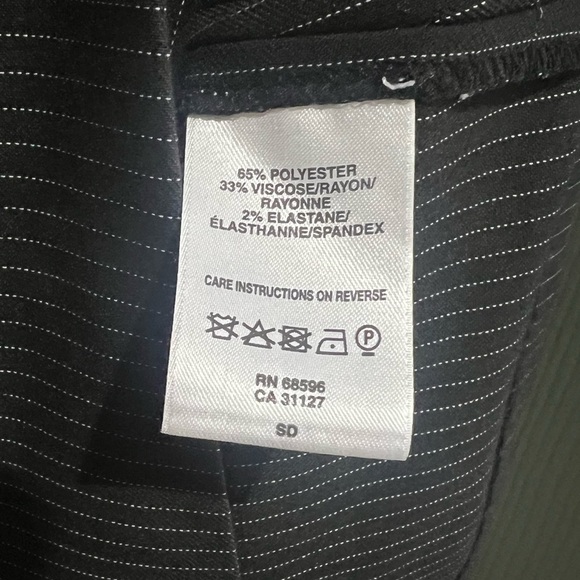 65% POLYESTER
33% VISCOSE/RAYON/
RAYONNE
2% ELASTANE/
ÉLASTHANNE/SPANDEX
CARE INSTRUCTIONS ON REVERSE
P
RN 68596
CA 31127
SD